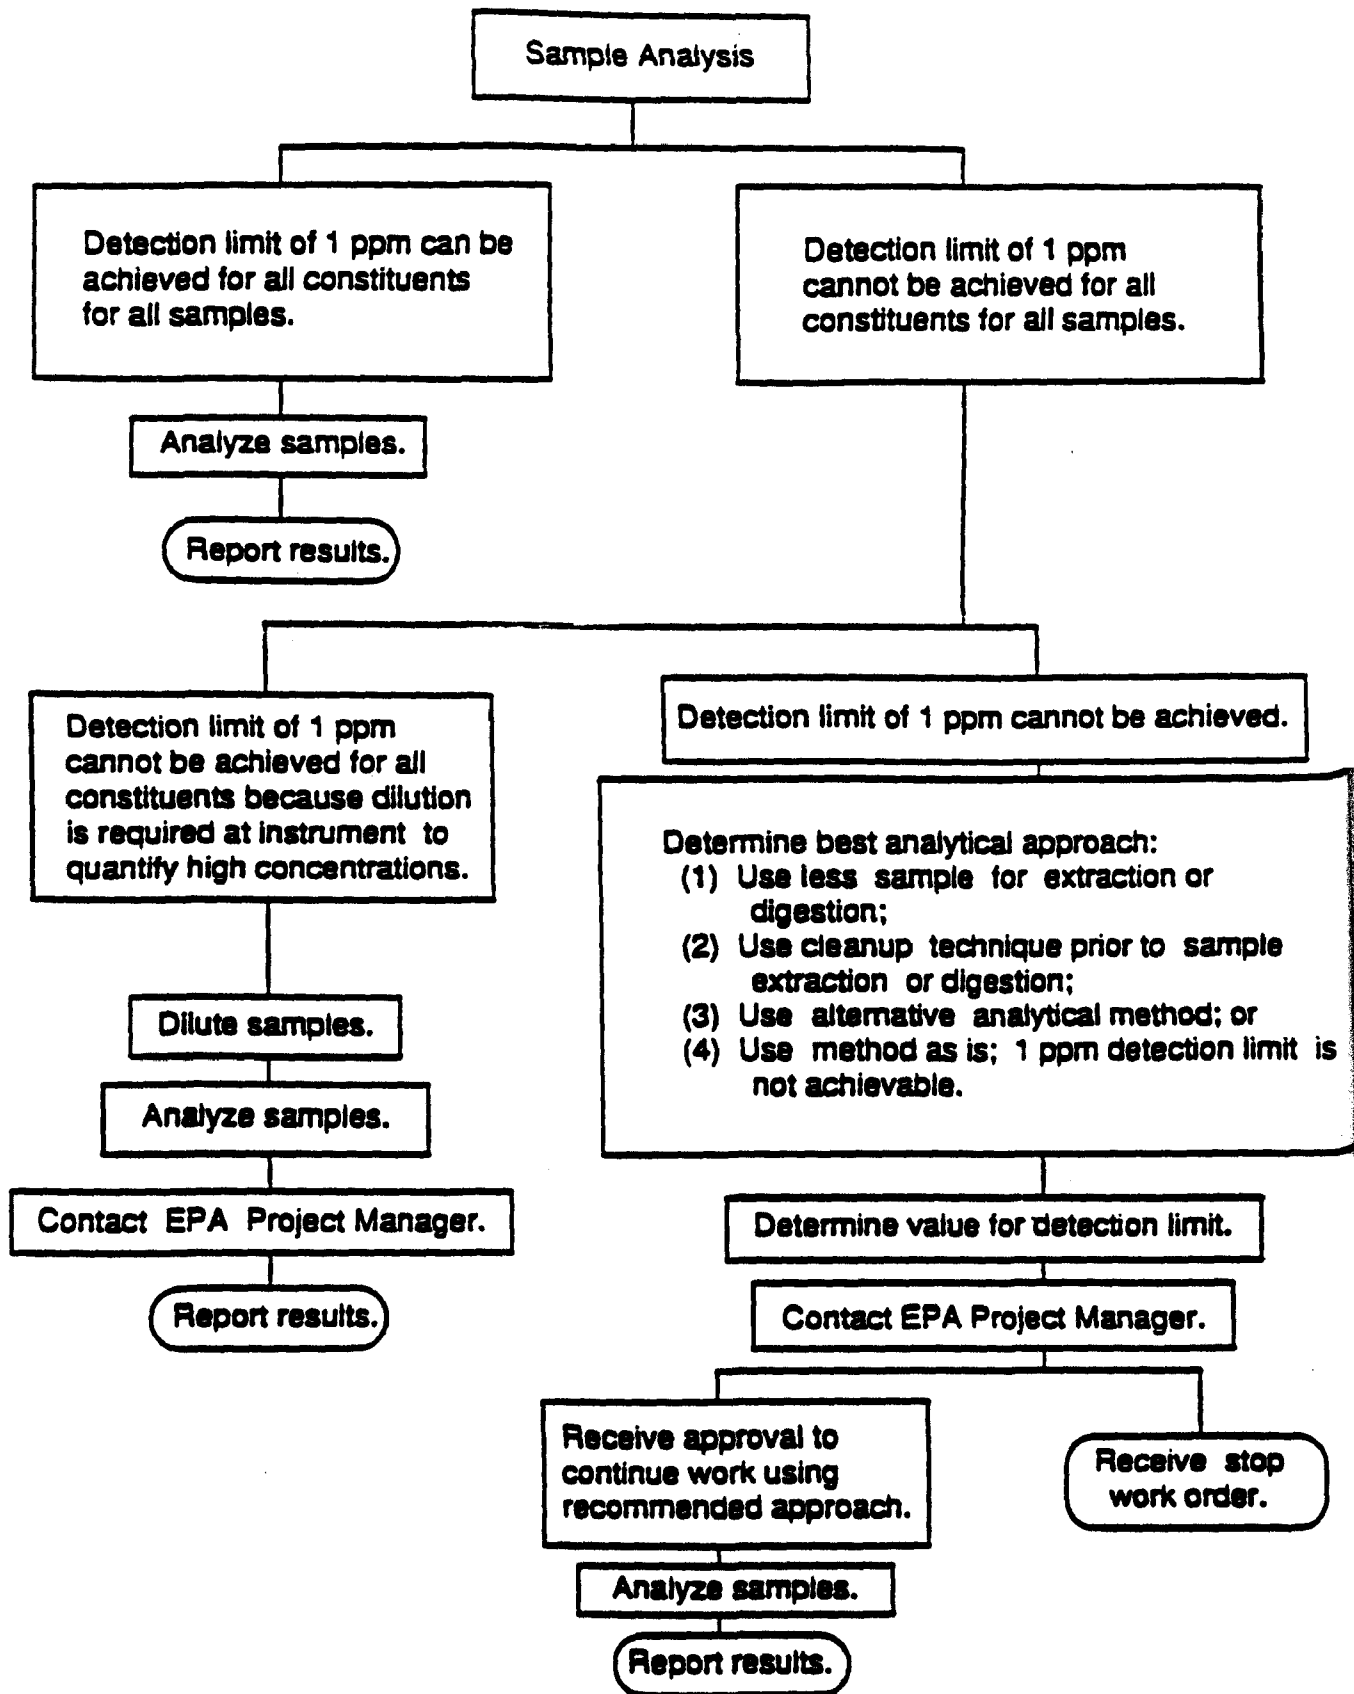 Sample Analysis
Detection limit of 1 ppm can be
achieved for all constituents
for all samples.
Detection limit of 1 ppm
cannot be achieved for all
constituents for all samples.
Analyze samples.
Report results.
Detection limit of 1 ppm
cannot be achieved for all
constituents because dilution
is required at instrument to
quantify high concentrations.
Dilute samples.
Analyze samples.
Contact EPA Project Manager.
Report results.
Detection limit of 1 ppm cannot be achieved.
Determine best analytical approach:
(1) Use less sample for extraction or
digestion;
(2) Use cleanup technique prior to sample
extraction or digestion;
(3) Use alternative analytical method; or
(4) Use method as is; 1 ppm detection limit is
not achievable.
Determine value for detection limit.
Contact EPA Project Manager.
Receive approval to
continue work using
recommended approach.
Analyze samples.
Report results.
Receive stop
work order.